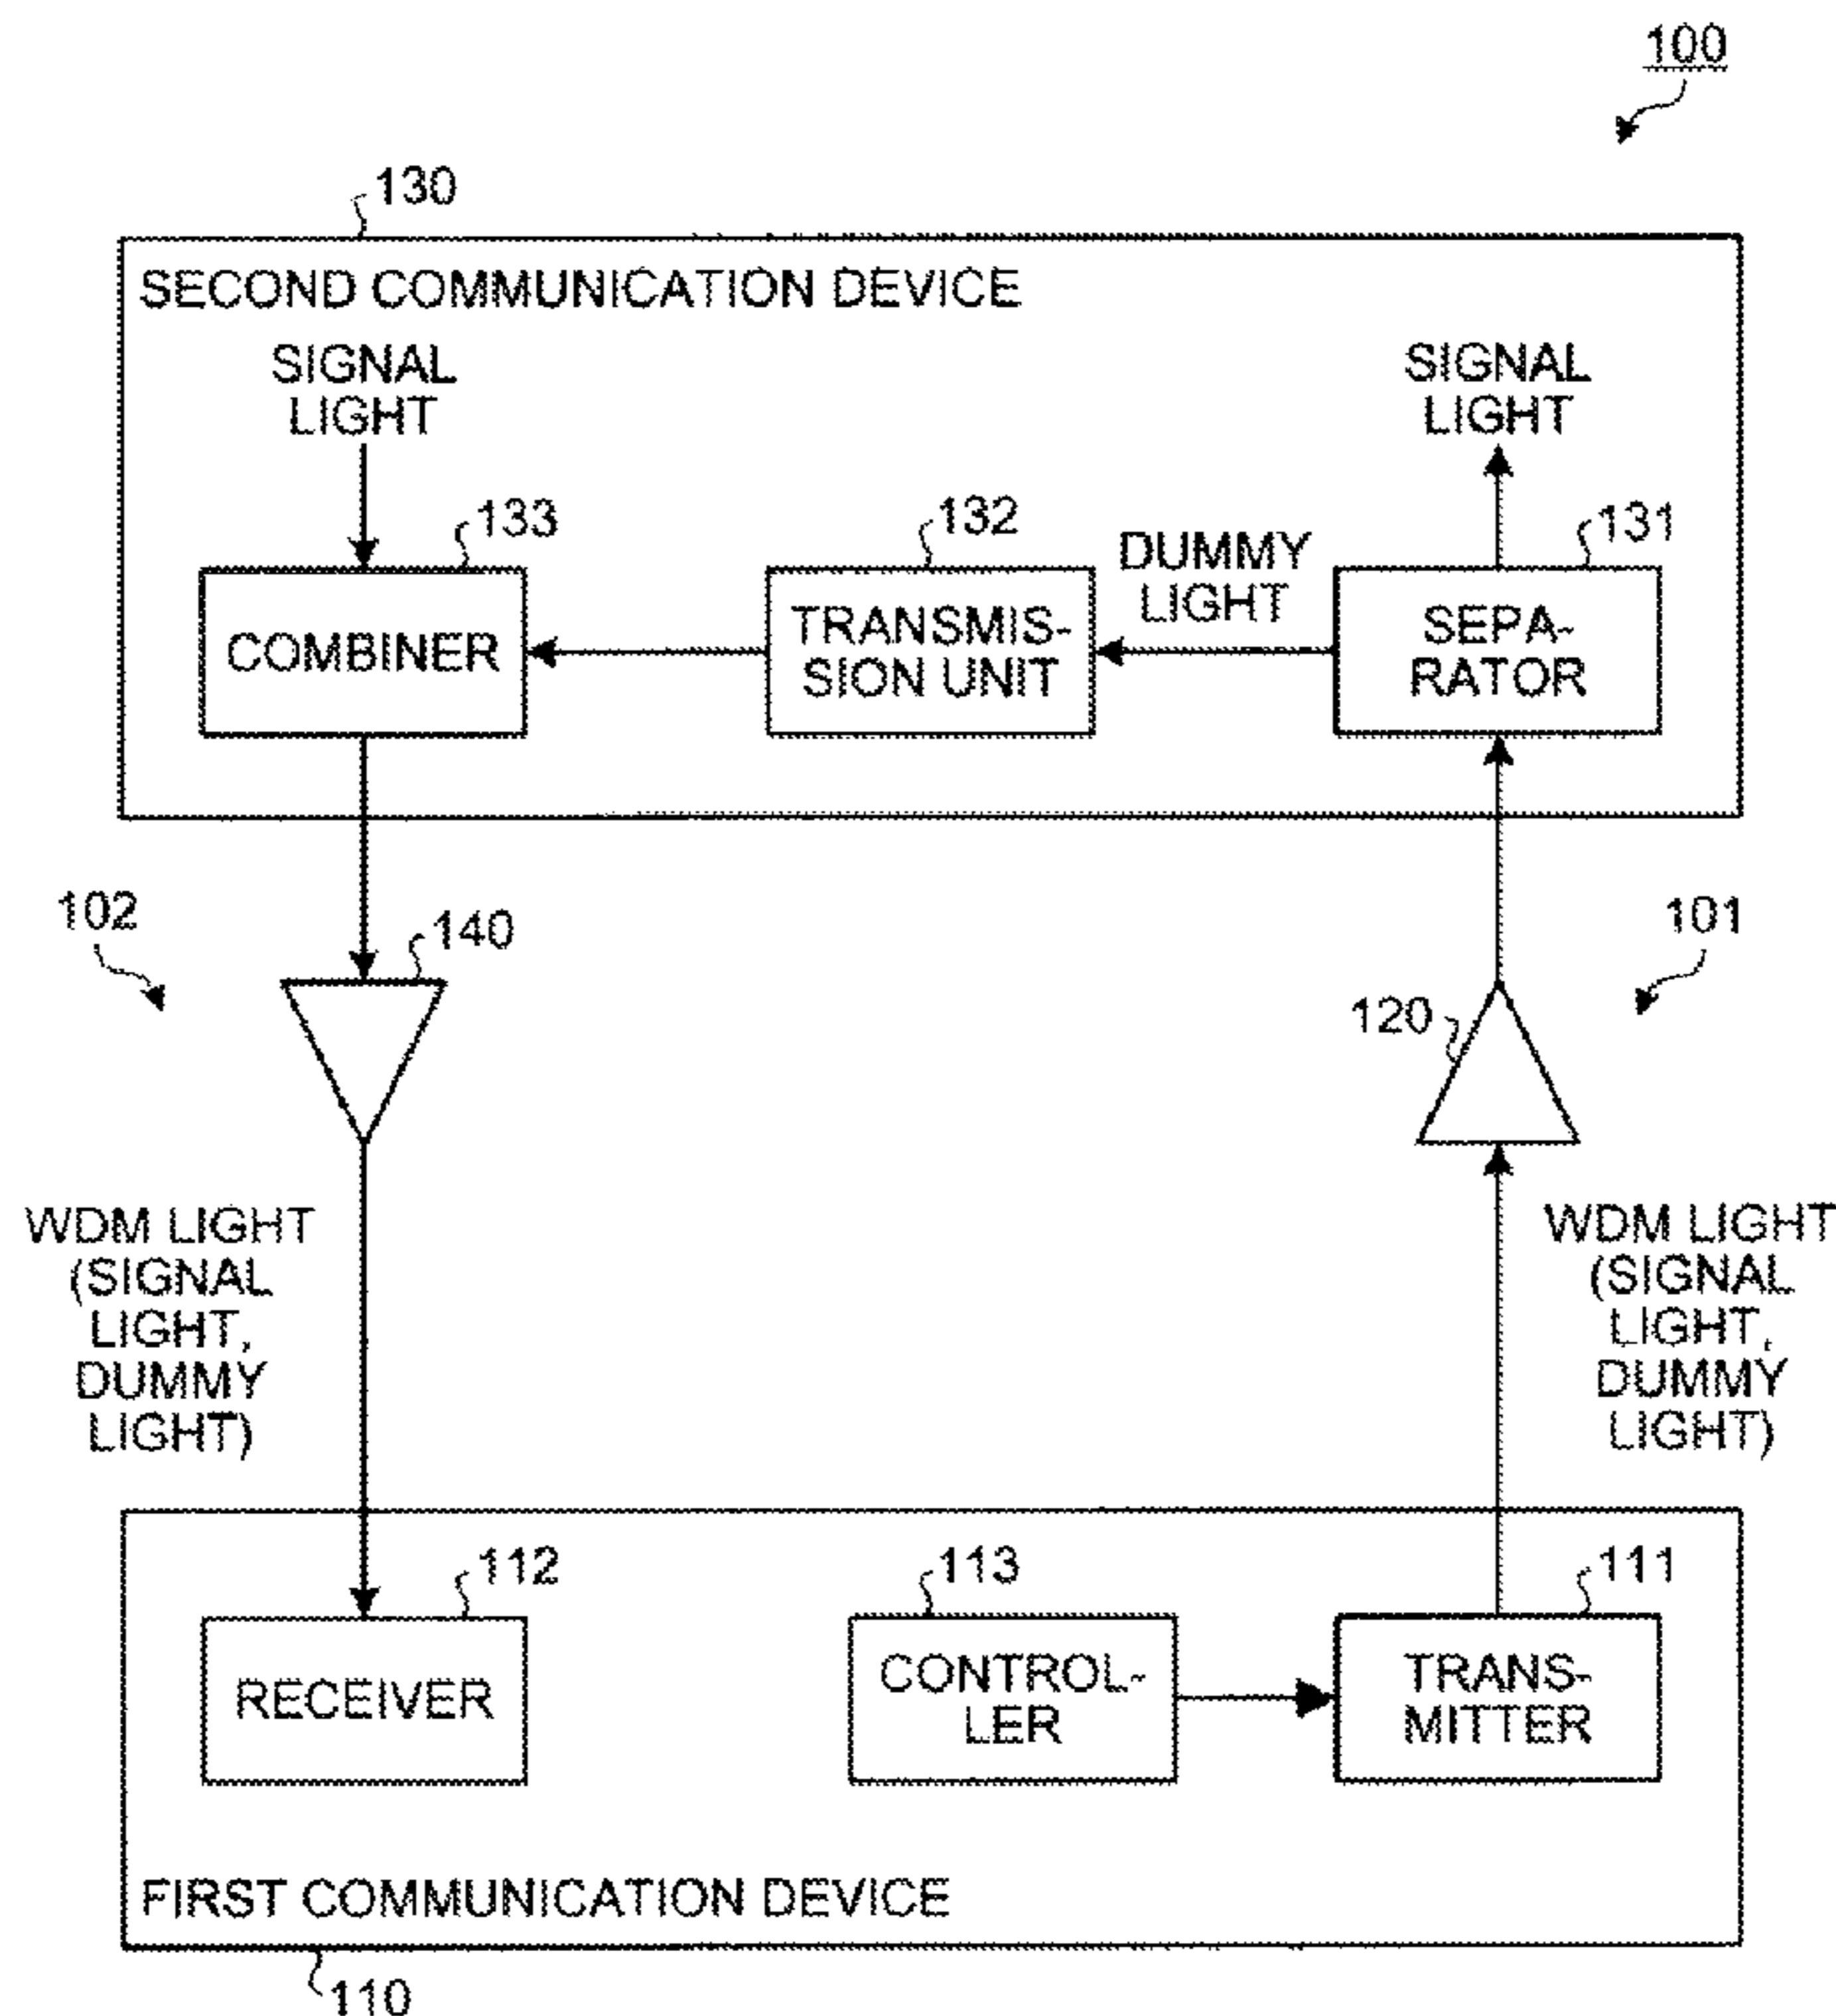 100
130
SECOND COMMUNICATION DEVICE
SIGNAL
LIGHT
SIGNAL
LIGHT
133
132
DUMMY
LIGHT
131
COMBINER
TRANSMIS-
SION UNIT
SEPA-
RATOR
102
140
101
120
WDM LIGHT
(SIGNAL
LIGHT,
DUMMY
LIGHT)
WDM LIGHT
(SIGNAL
LIGHT,
DUMMY
LIGHT)
112
113
111
RECEIVER
CONTROL-
LER
TRANS-
MITTER
FIRST COMMUNICATION DEVICE
110